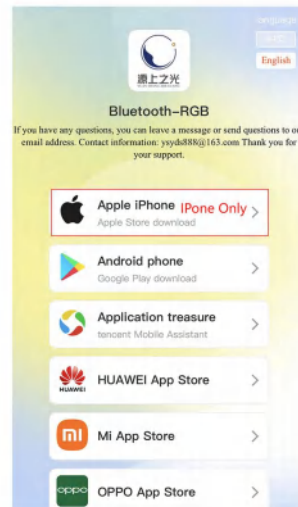 language
English
源上之光
Bluetooth-RGB
If you have any questions, you can leave a message or send questions to
email address. Contact information: ysyds888@163.com Thank you for
your support.
Apple iPhone IPone Only >
Apple Store download
Android phone >
Google Play download
Application treasure >
tencent Mobile Assistant
HUAWEI
HUAWEI App Store >
mi
Mi App Store >
oppo
OPPO App Store >